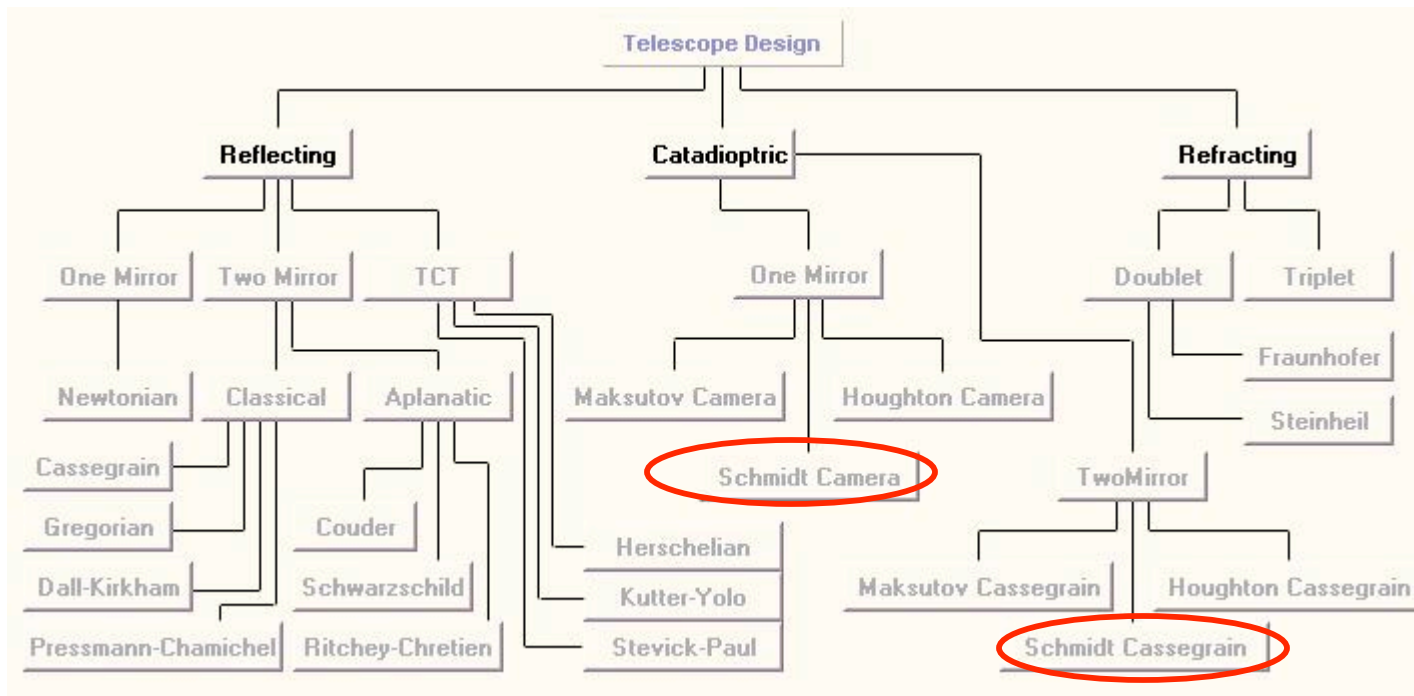 Telescope Design
Reflecting
Catadioptric
Refracting
One Mirror
Two Mirror
TCT
One Mirror
Doublet
Triplet
Fraunhofer
Newtonian
Classical
Aplanatic
Maksutov Camera
Houghton Camera
Steinheil
Cassegrain
Schmidt Camera
TwoMirror
Gregorian
Couder
Herschelian
Dall-Kirkham
Schwarzschild
Kutter-Yolo
Maksutov Cassegrain
Houghton Cassegrain
Pressmann-Chamichel
Ritchey-Chretien
Stevick-Paul
Schmidt Cassegrain